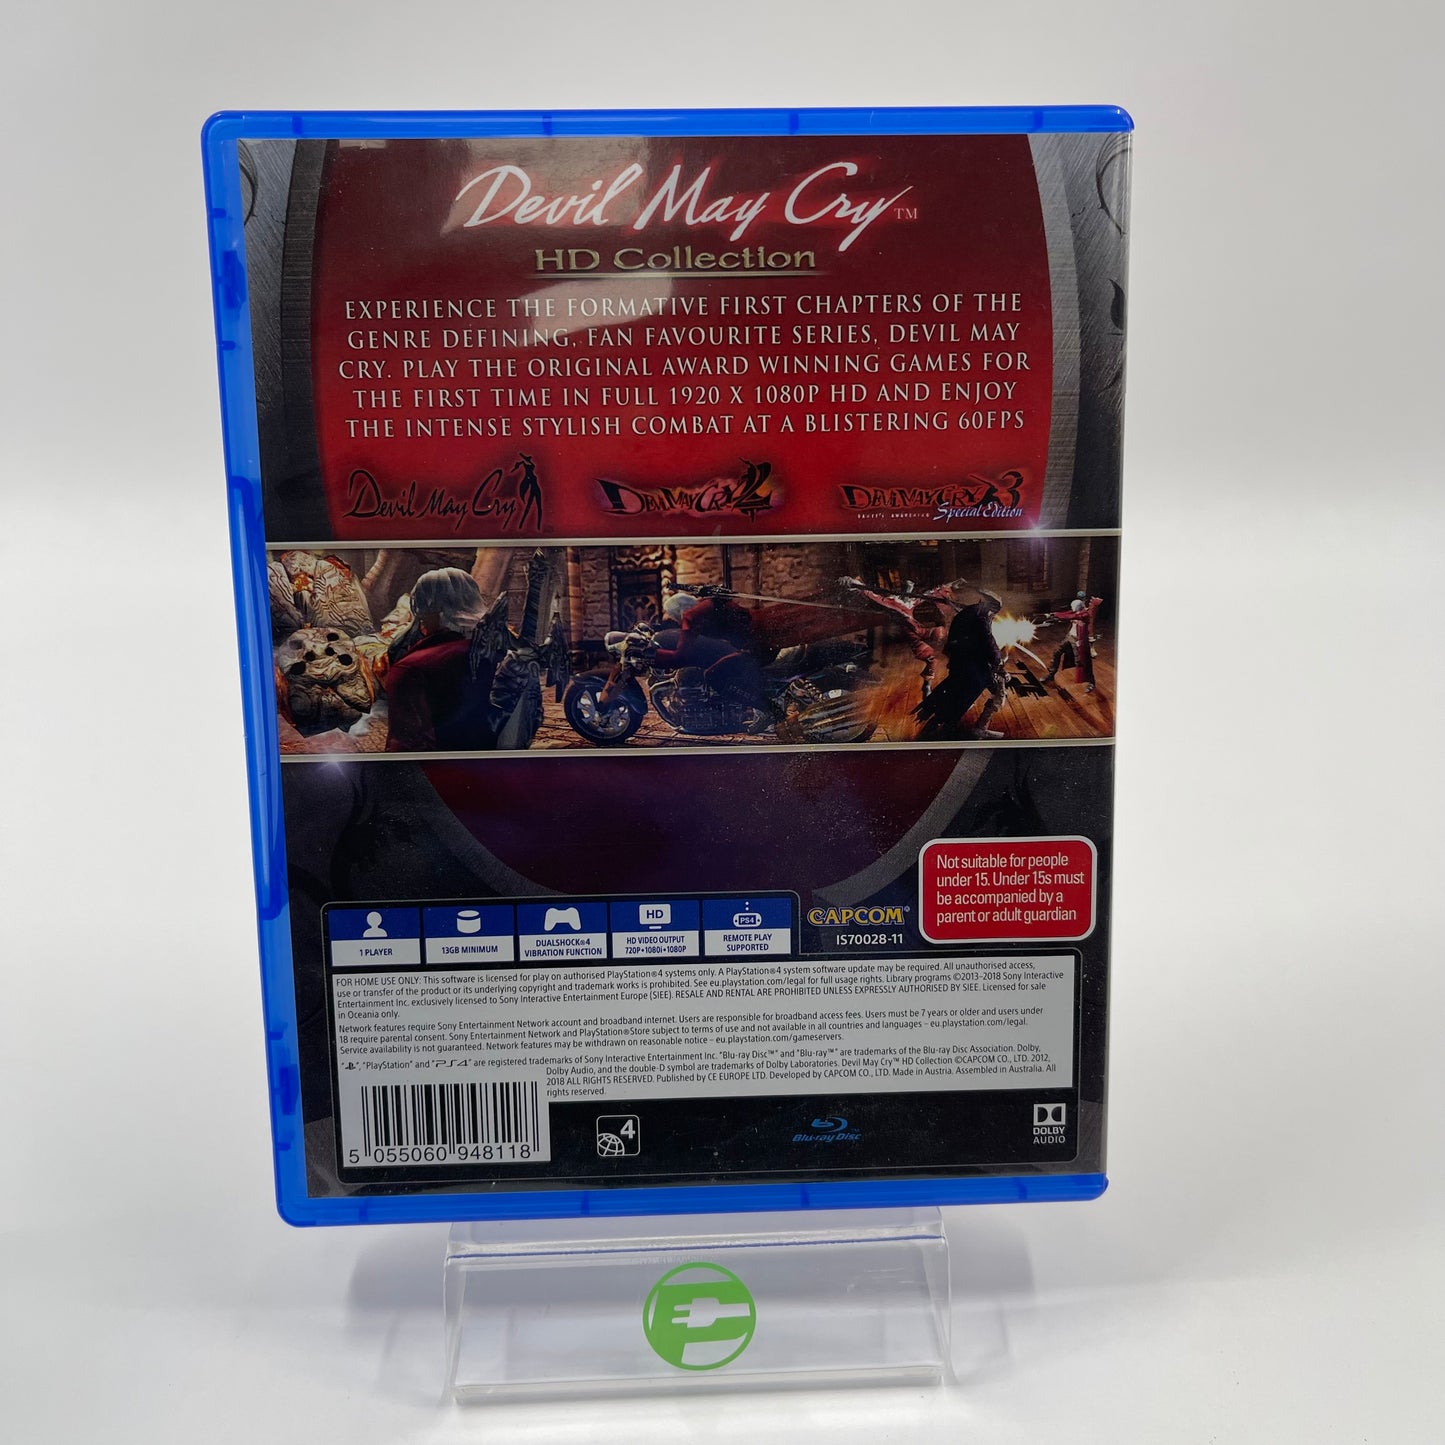 Devil May Cry™
HD Collection
EXPERIENCE THE FORMATIVE FIRST CHAPTERS OF THE
GENRE DEFINING, FAN FAVOURITE SERIES, DEVIL MAY
CRY. PLAY THE ORIGINAL AWARD WINNING GAMES FOR
THE FIRST TIME IN FULL 1920 X 1080P HD AND ENJOY
THE INTENSE STYLISH COMBAT AT A BLISTERING 60FPS
Devil May Cry
DEVIL MAY CRY 2
DEVIL MAY CRY 3
DANTE'S AWAKENING Special Edition
Not suitable for people
under 15. Under 15s must
be accompanied by a
parent or adult guardian
1 PLAYER
13GB MINIMUM
DUALSHOCK®4
VIBRATION FUNCTION
HD
HD VIDEO OUTPUT
720P•1080i•1080P
PS4
REMOTE PLAY
SUPPORTED
CAPCOM®
IS70028-11
FOR HOME USE ONLY: This software is licensed for play on authorised PlayStation®4 systems only. A PlayStation®4 system software update may be required. All unauthorised access,
use or transfer of the product or its underlying copyright and trademark works is prohibited. See eu.playstation.com/legal for full usage rights. Library programs ©2013-2018 Sony Interactive
Entertainment Inc. exclusively licensed to Sony Interactive Entertainment Europe (SIEE). RESALE AND RENTAL ARE PROHIBITED UNLESS EXPRESSLY AUTHORISED BY SIEE. Licensed for sale
in Oceania only.
Network features require Sony Entertainment Network account and broadband internet. Users are responsible for broadband access fees. Users must be 7 years or older and users under
18 require parental consent. Sony Entertainment Network and PlayStation®Store subject to terms of use and not available in all countries and languages – eu.playstation.com/legal.
Service availability is not guaranteed. Network features may be withdrawn on reasonable notice – eu.playstation.com/gameservers.
", "PlayStation" and "PS4" are registered trademarks of Sony Interactive Entertainment Inc. "Blu-ray Disc™" and "Blu-ray™" are trademarks of the Blu-ray Disc Association. Dolby,
Dolby Audio, and the double-D symbol are trademarks of Dolby Laboratories. Devil May Cry™ HD Collection ©CAPCOM CO., LTD. 2012,
2018 ALL RIGHTS RESERVED. Published by CE EUROPE LTD. Developed by CAPCOM CO., LTD. Made in Austria. Assembled in Australia. All
rights reserved.
5 055060 948118
4
Blu-ray Disc
DOLBY
AUDIO